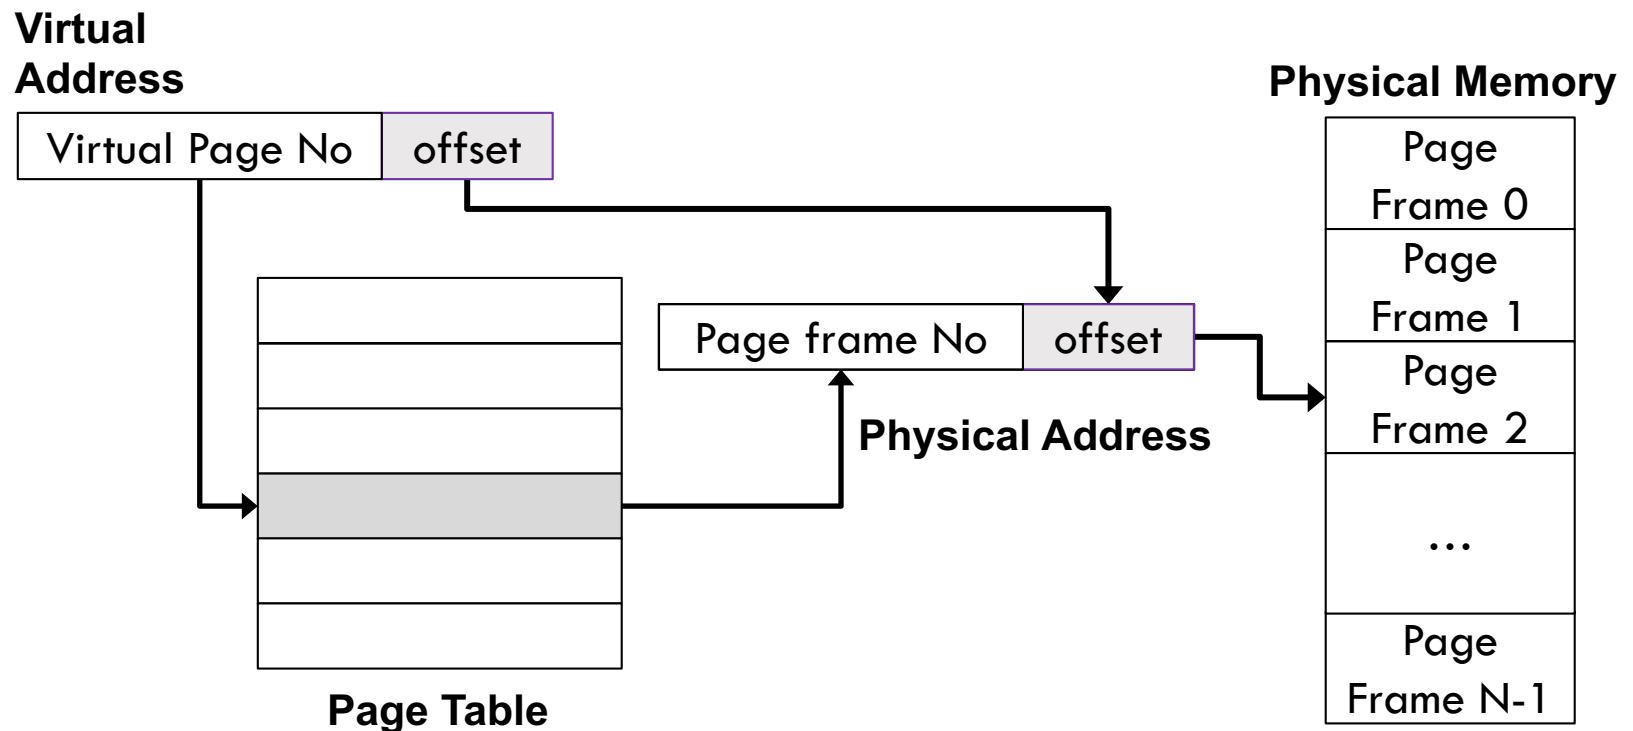 Virtual
Address
Virtual Page No
offset
Page Table
Page frame No
offset
Physical Address
Physical Memory
Page
Frame 0
Page
Frame 1
Page
Frame 2
...
Page
Frame N-1